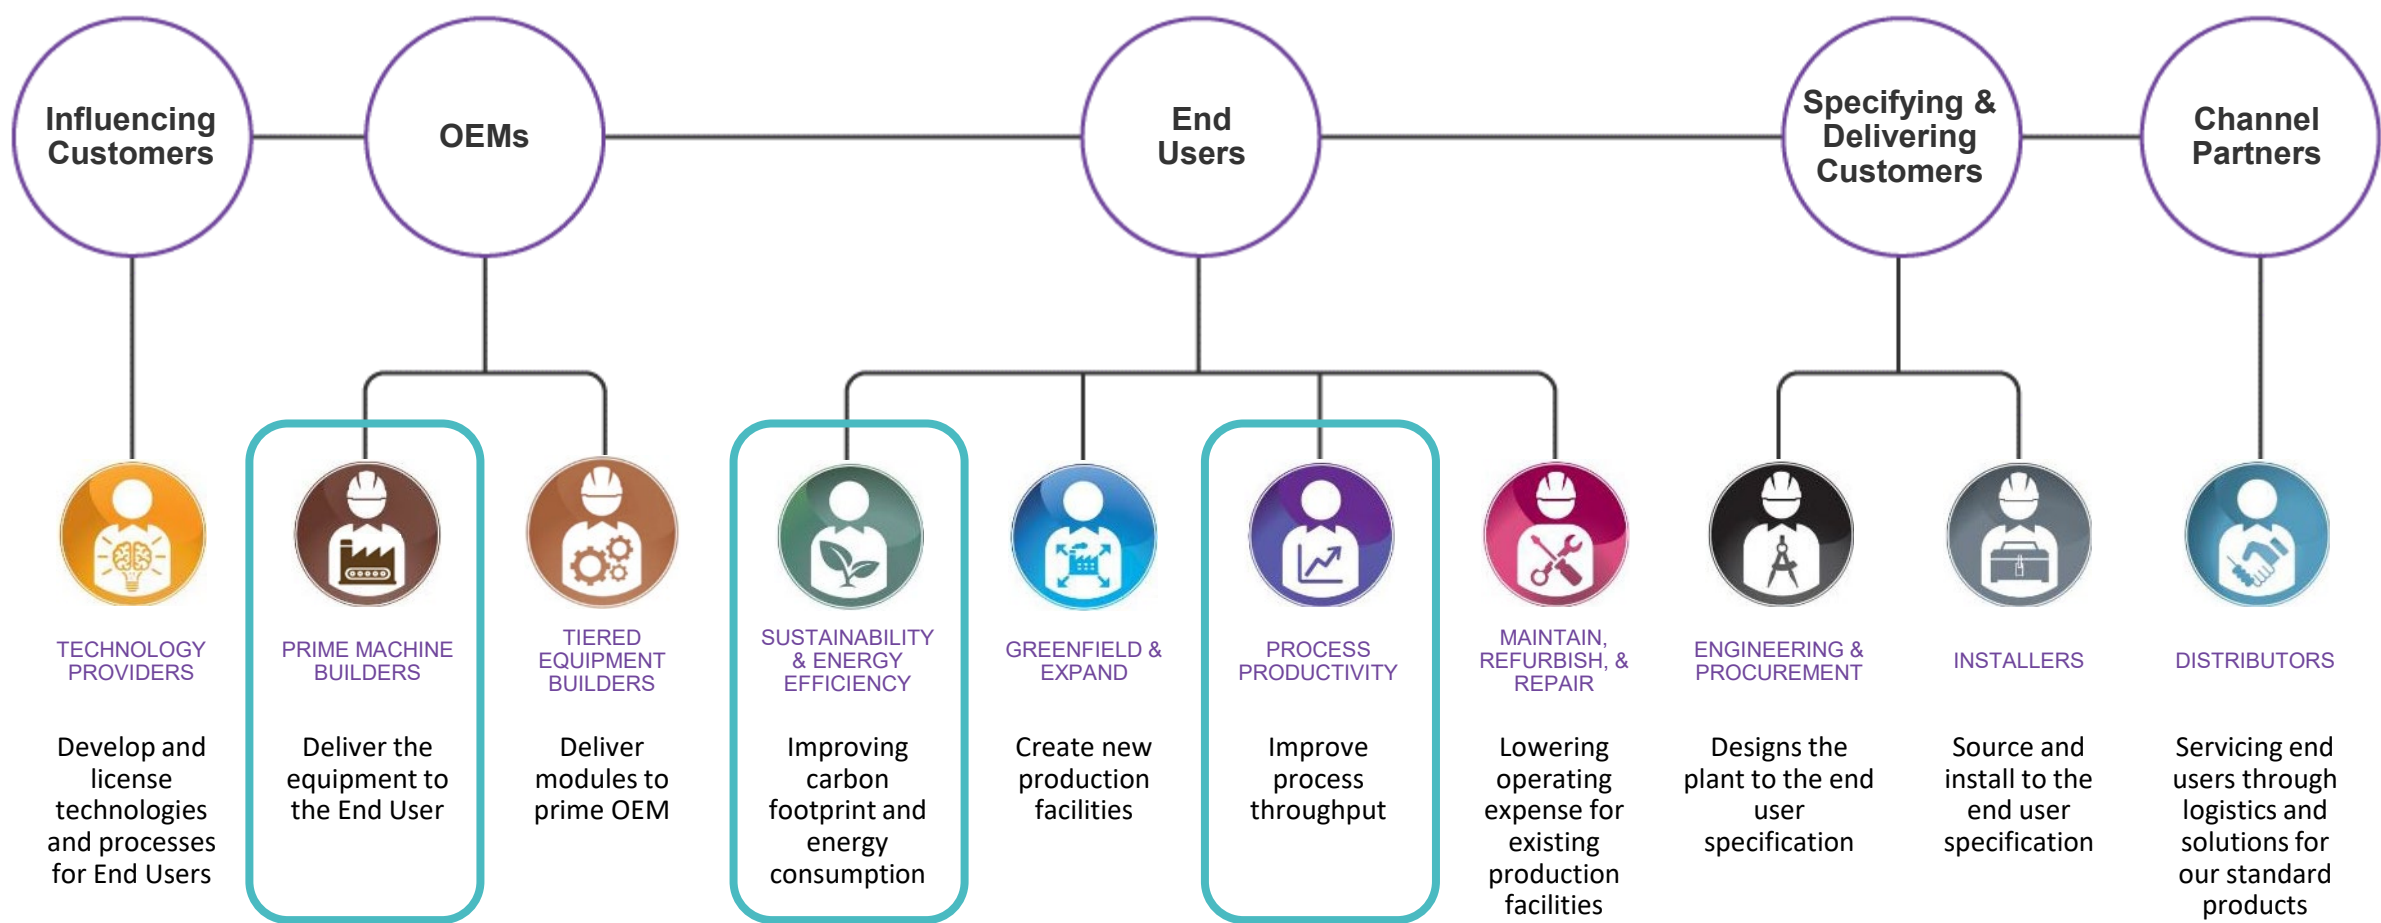 Influencing
Customers
OEMs
End
Users
Specifying &
Delivering
Customers
Channel
Partners
TECHNOLOGY
PROVIDERS
Develop and
license
technologies
and processes
for End Users
PRIME MACHINE
BUILDERS
Deliver the
equipment to
the End User
TIERED
EQUIPMENT
BUILDERS
Deliver
modules to
prime OEM
SUSTAINABILITY
& ENERGY
EFFICIENCY
Improving
carbon
footprint and
energy
consumption
GREENFIELD &
EXPAND
Create new
production
facilities
PROCESS
PRODUCTIVITY
Improve
process
throughput
MAINTAIN,
REFURBISH, &
REPAIR
Lowering
operating
expense for
existing
production
facilities
ENGINEERING &
PROCUREMENT
Designs the
plant to the end
user
specification
INSTALLERS
Source and
install to the
end user
specification
DISTRIBUTORS
Servicing end
users through
logistics and
solutions for
our standard
products